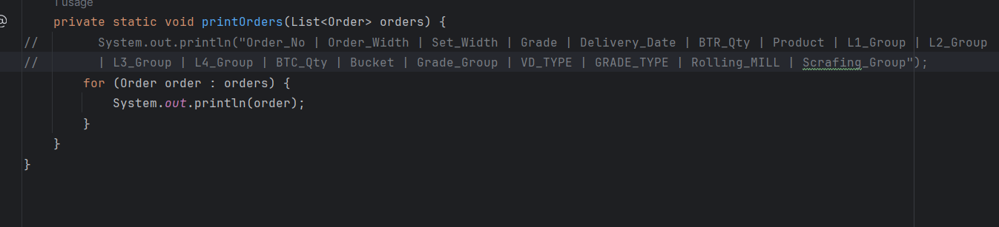 1 usage
@
private static void printOrders(List<Order> orders) {
// System.out.println("Order_No | Order_Width | Set_Width | Grade | Delivery_Date | BTR_Qty | Product | L1_Group | L2_Group
// | L3_Group | L4_Group | BTC_Qty | Bucket | Grade_Group | VD_TYPE | GRADE_TYPE | Rolling_MILL | Scrafing_Group");
for (Order order : orders) {
System.out.println(order);
}
}
}